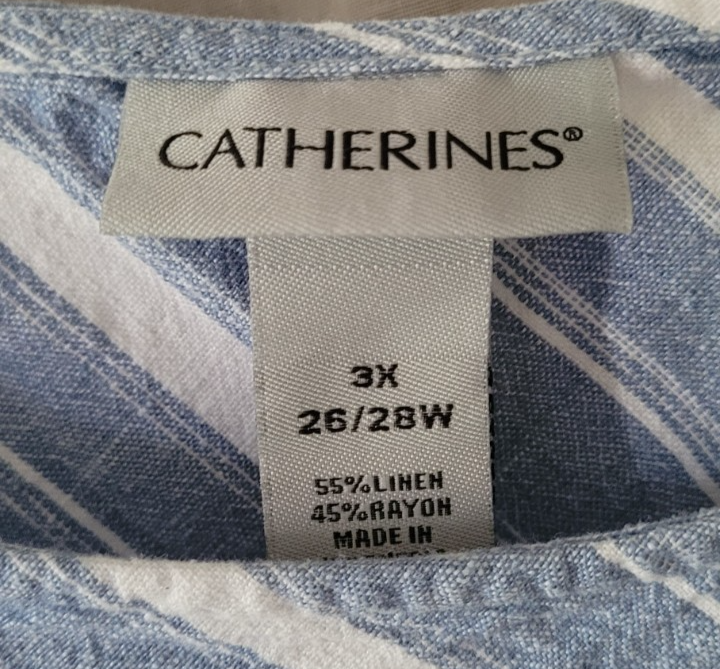 CATHERINES®
3X
26/28W
55%LINEN
45%RAYON
MADE IN